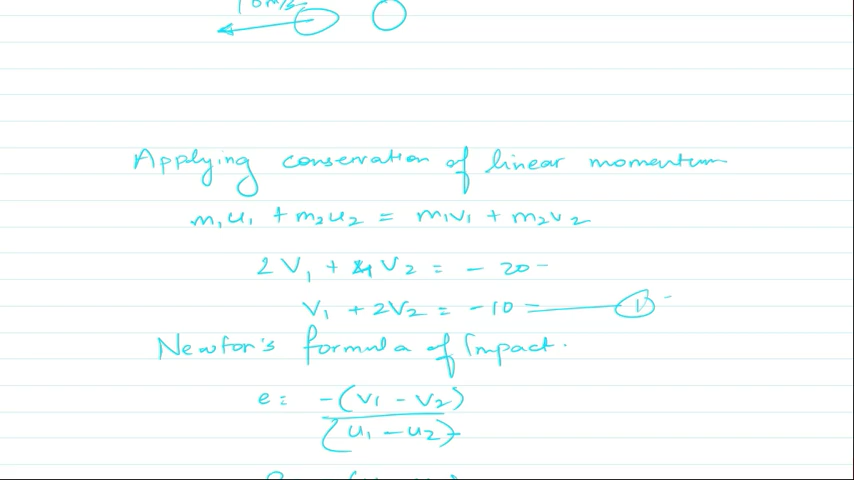 10 m/s
Applying conservation of linear momentum
m₁u₁ + m₂u₂ = m₁v₁ + m₂v₂
2V₁ + 4V₂ = - 20
V₁ + 2V₂ = -10 ①
Newton's formula of Impact.
e = -(V₁ - V₂)
(u₁ - u₂)